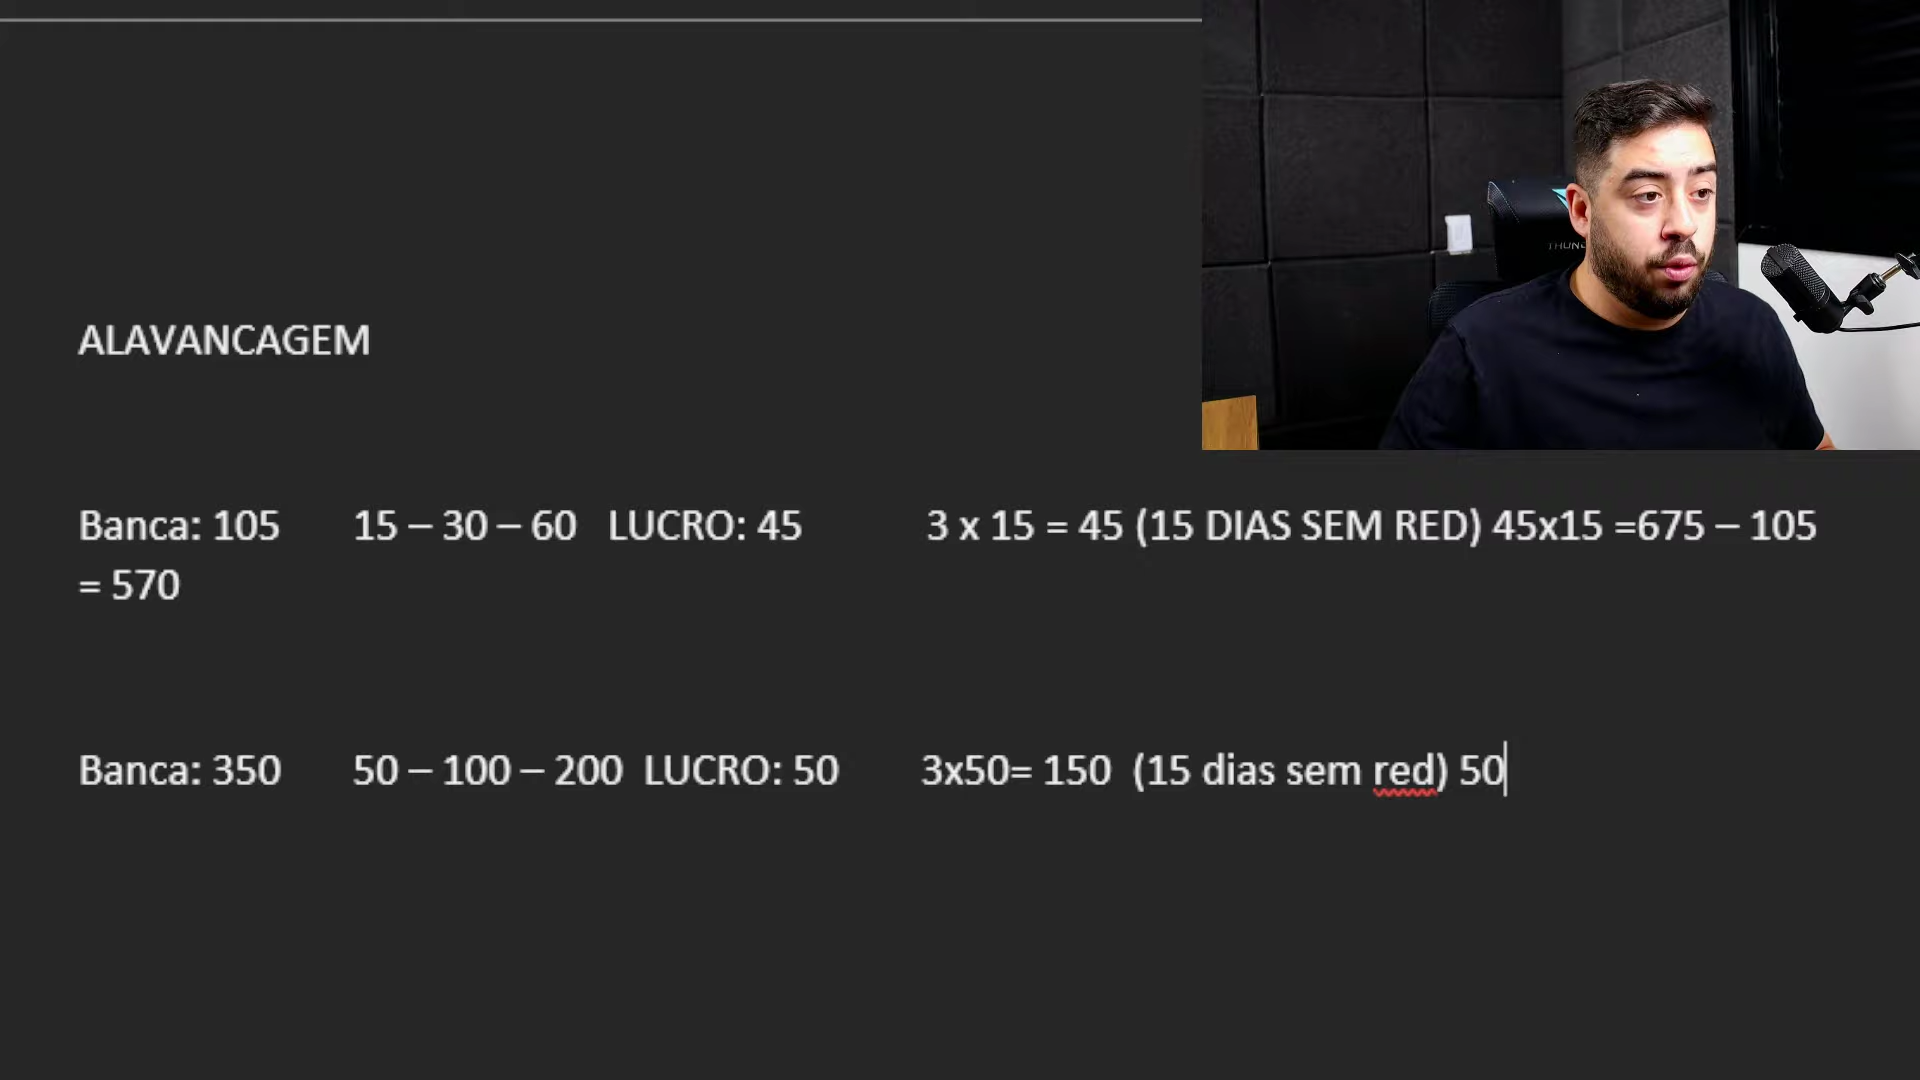 THUND
ALAVANCAGEM
Banca: 105 15 – 30 – 60 LUCRO: 45 3 x 15 = 45 (15 DIAS SEM RED) 45x15 =675 – 105
= 570
Banca: 350 50 – 100 – 200 LUCRO: 50 3x50= 150 (15 dias sem red) 50